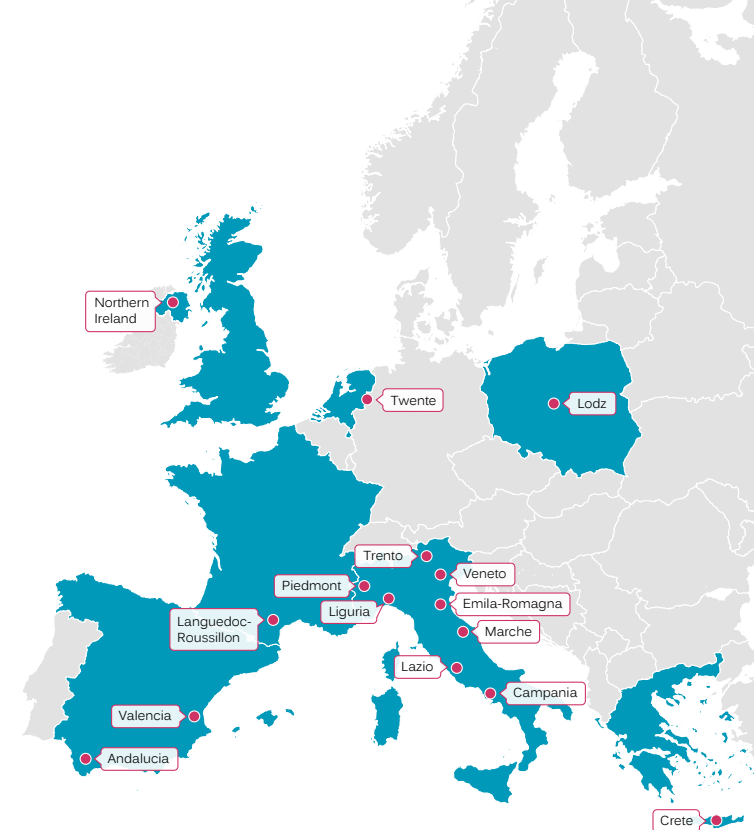 Northern
Ireland
Twente
Lodz
Trento
Veneto
Piedmont
Emila-Romagna
Liguria
Languedoc-
Roussillon
Marche
Lazio
Campania
Valencia
Andalucia
Crete